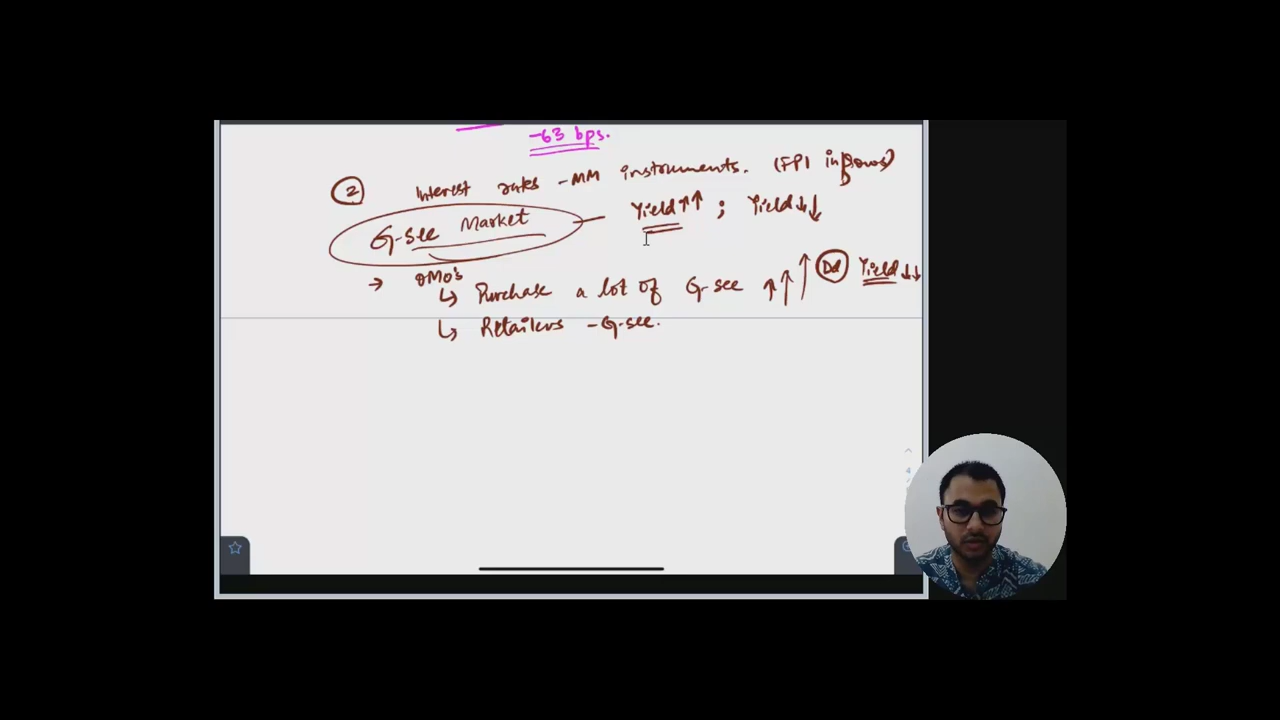 -63 bps.
② Interest rates -MM instruments. (FPI inflows)
G-sec Market — Yield↑↑ ; Yield↓↓
→ OMO's
↳ Purchase a lot of G-sec ↑↑↑ Dd Yield↓↓
↳ Retailers -G-sec.